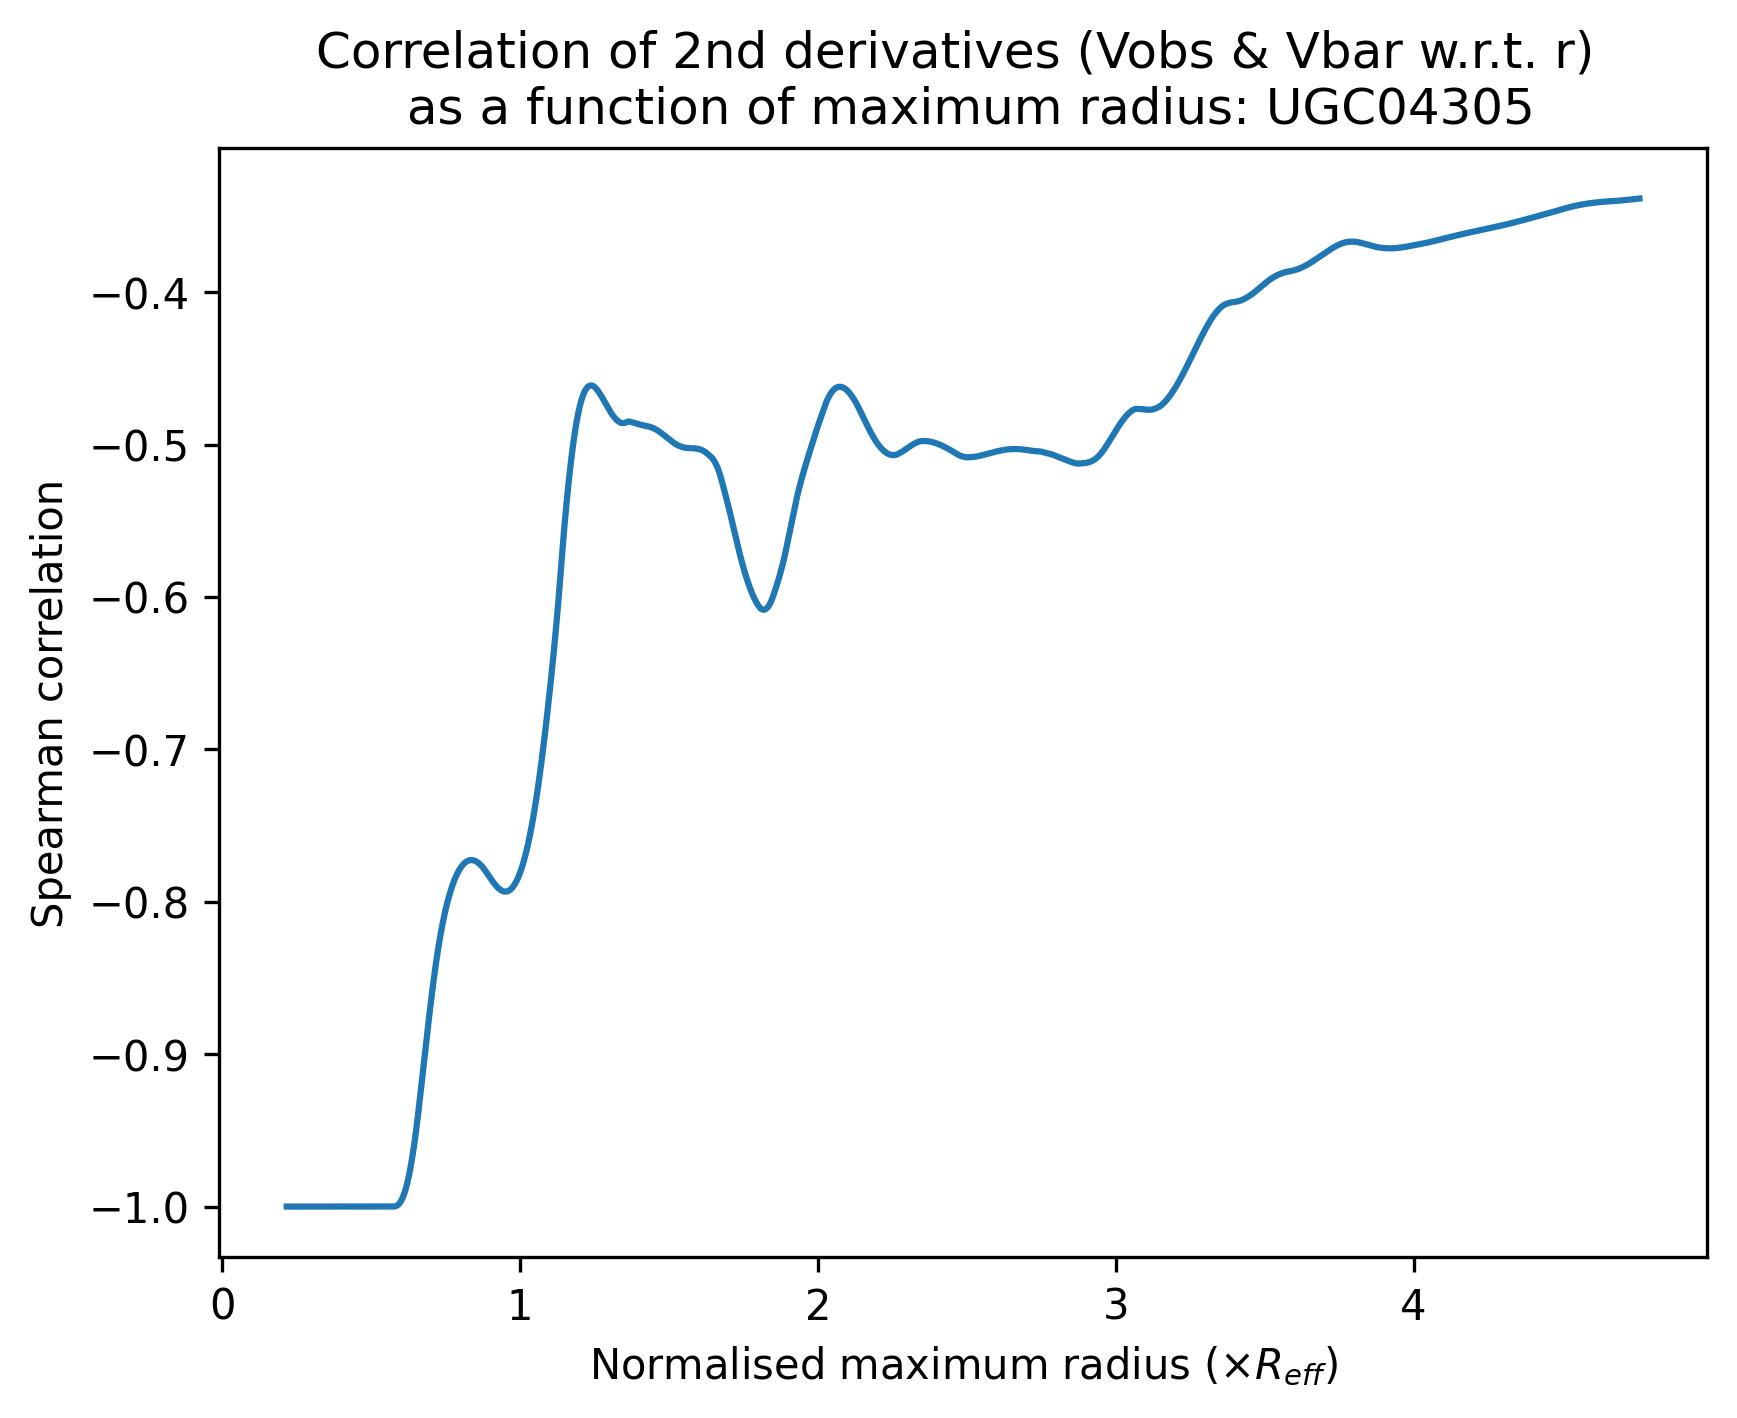 Correlation of 2nd derivatives (Vobs & Vbar w.r.t. r)
as a function of maximum radius: UGC04305
Spearman correlation
−0.4
−0.5
−0.6
−0.7
−0.8
−0.9
−1.0
0 1 2 3 4
Normalised maximum radius (×R_eff)